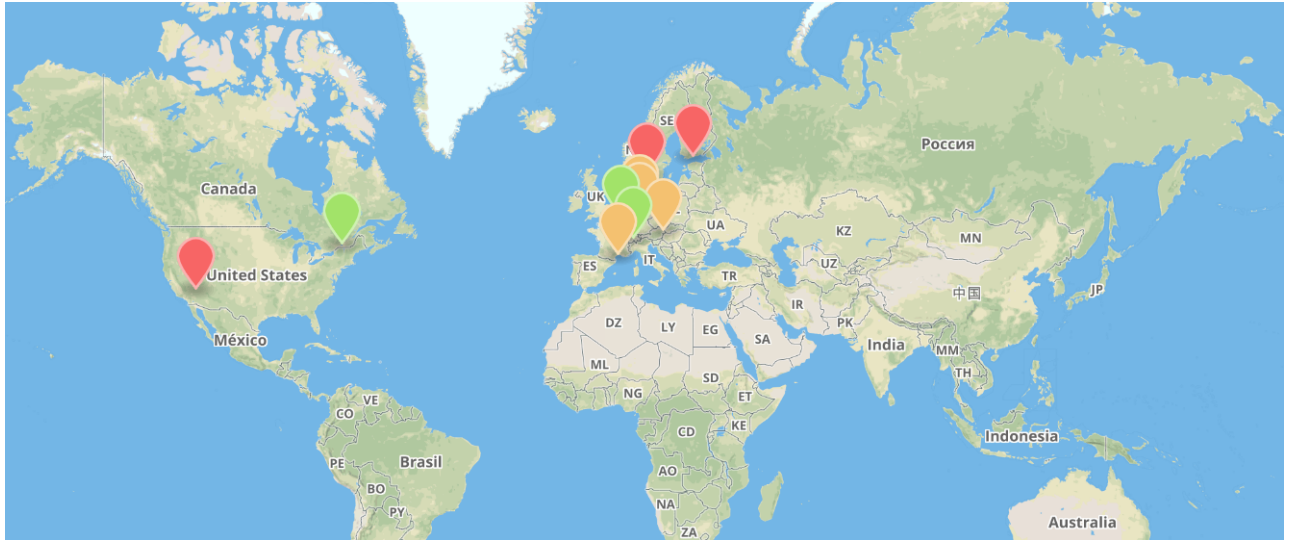 SE
Россия
Canada
UK
UA
KZ
MN
United States
ES
IT
TR
UZ
中国
JP
IR
México
DZ
LY
EG
SA
PK
India
MM
ML
TH
SD
NG
ET
VE
CO
KE
CD
Indonesia
PE
Brasil
AO
BO
NA
PY
Australia
ZA